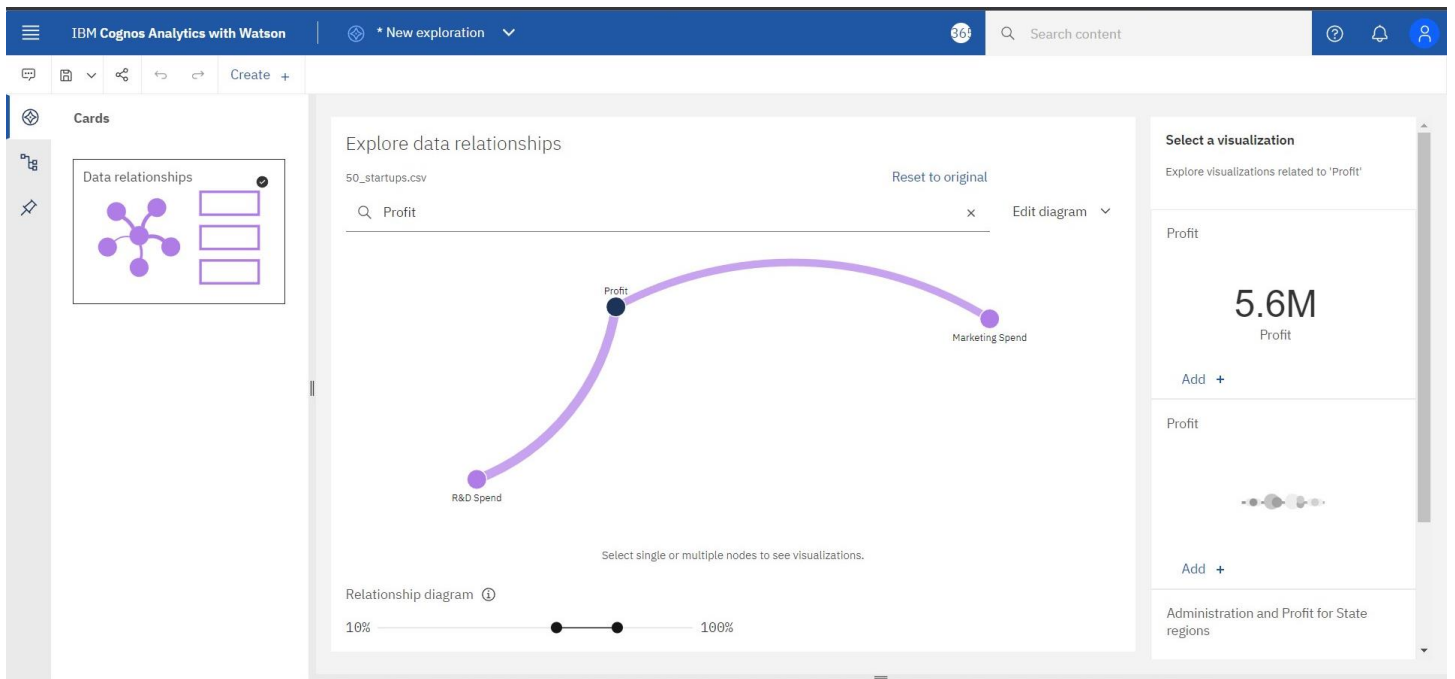 IBM Cognos Analytics with Watson
* New exploration
365
Search content
Create +
Cards
Data relationships
Explore data relationships
50_startups.csv
Reset to original
Profit
Edit diagram
Profit
Marketing Spend
R&D Spend
Select single or multiple nodes to see visualizations.
Relationship diagram
10%
100%
Select a visualization
Explore visualizations related to 'Profit'
Profit
5.6M
Profit
Add +
Profit
Add +
Administration and Profit for State
regions